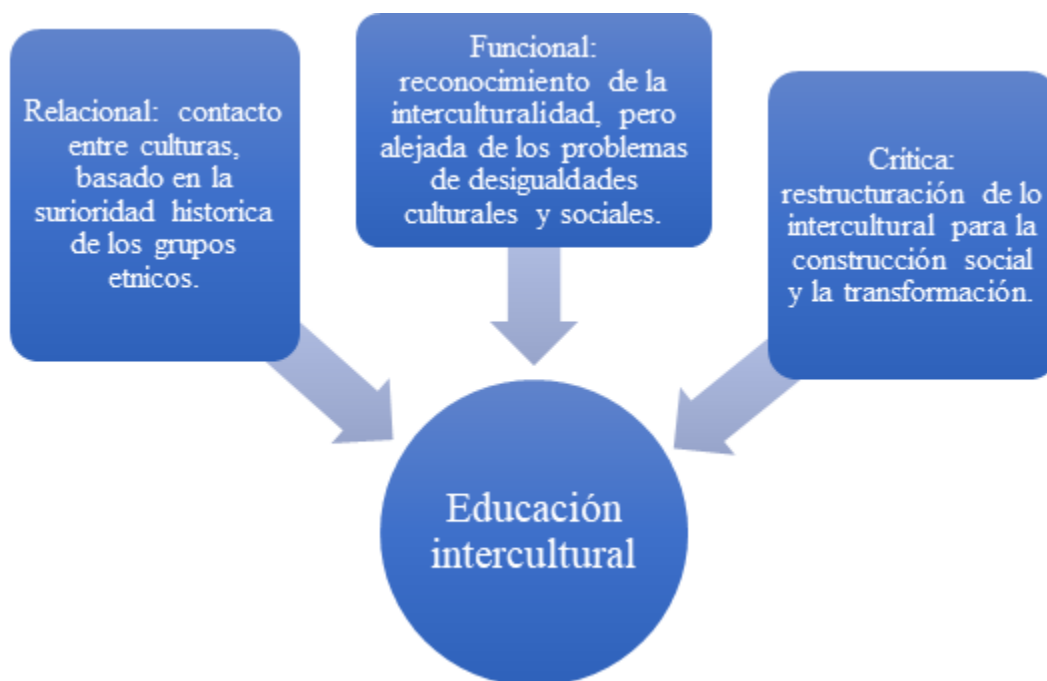 Relacional: contacto
entre culturas,
basado en la
surioridad historica
de los grupos
etnicos.
Funcional:
reconocimiento de la
interculturalidad, pero
alejada de los problemas
de desigualdades
culturales y sociales.
Crítica:
restructuración de lo
intercultural para la
construcción social
y la transformación.
Educación
intercultural